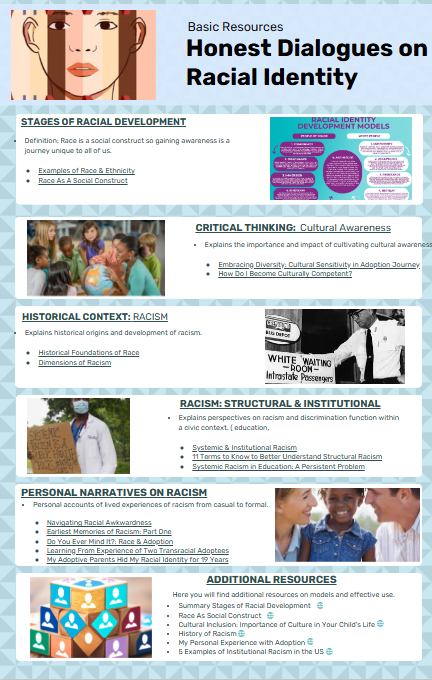 Basic Resources
Honest Dialogues on
Racial Identity
STAGES OF RACIAL DEVELOPMENT
Definition: Race is a social construct so gaining awareness is a
journey unique to all of us.
Examples of Race & Ethnicity
Race As A Social Construct
RACIAL IDENTITY
DEVELOPMENT MODELS
CRITICAL THINKING: Cultural Awareness
Explains the importance and impact of cultivating cultural awareness
Embracing Diversity: Cultural Sensitivity in Adoption Journey
How Do I Become Culturally Competent?
HISTORICAL CONTEXT: RACISM
Explains historical origins and development of racism.
Historical Foundations of Race
Dimensions of Racism
WHITE WAITING
ROOM
Intrastate Passengers
RACISM: STRUCTURAL & INSTITUTIONAL
Explains perspectives on racism and discrimination function within
a civic context. ( education,
Systemic & Institutional Racism
11 Terms to Know to Better Understand Structural Racism
Systemic Racism in Education: A Persistent Problem
PERSONAL NARRATIVES ON RACISM
Personal accounts of lived experiences of racism from casual to formal.
Navigating Racial Awkwardness
Earliest Memories of Racism: Part One
Do You Ever Mind It?: Race & Adoption
Learning From Experience of Two Transracial Adoptees
My Adoptive Parents Hid My Racial Identity for 19 Years
ADDITIONAL RESOURCES
Here you will find additional resources on models and effective use.
Summary Stages of Racial Development
Race As Social Construct
Cultural Inclusion: Importance of Culture in Your Child's Life
History of Racism
My Personal Experience with Adoption
5 Examples of Institutional Racism in the US